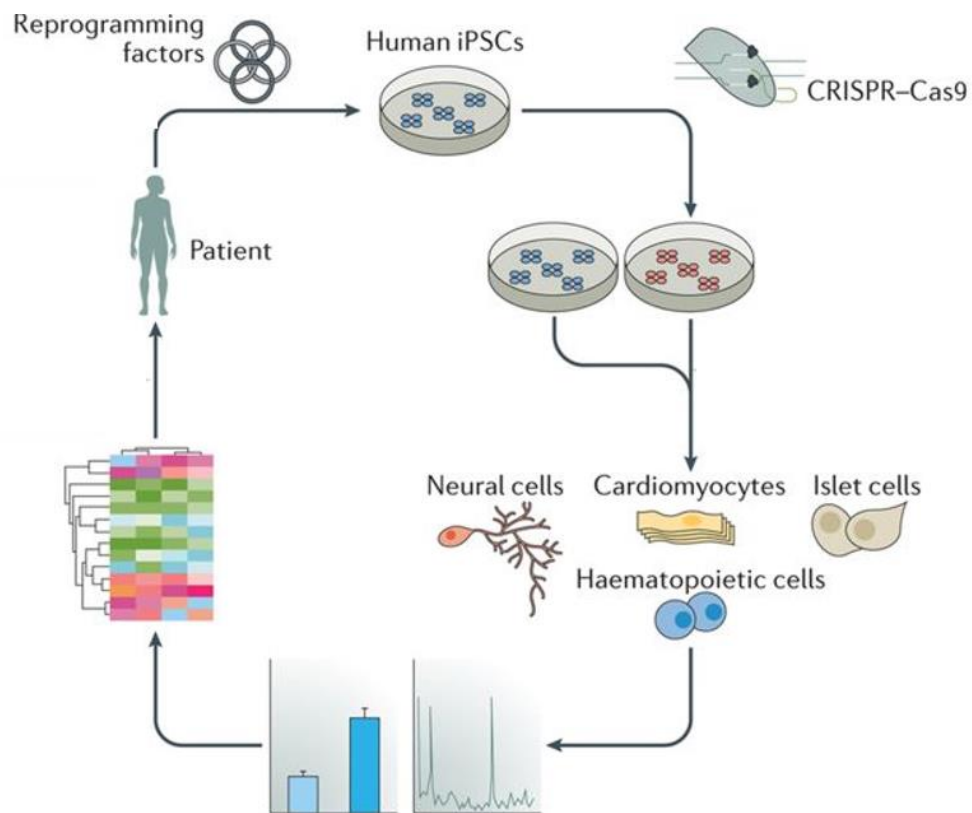 Reprogramming
factors
Human iPSCs
CRISPR–Cas9
Patient
Neural cells
Cardiomyocytes
Islet cells
Haematopoietic cells